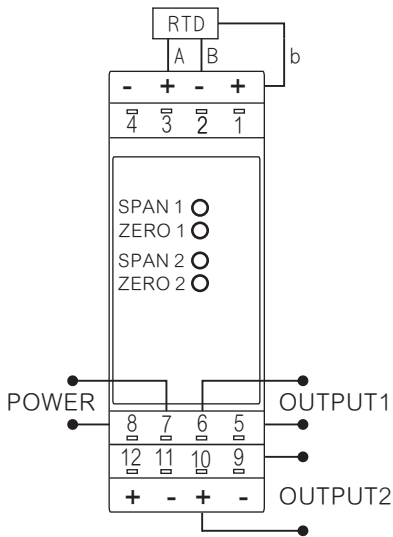 RTD
A B b
- + - +
4 3 2 1
SPAN 1
ZERO 1
SPAN 2
ZERO 2
POWER OUTPUT1
8 7 6 5
12 11 10 9
+ - + -
OUTPUT2